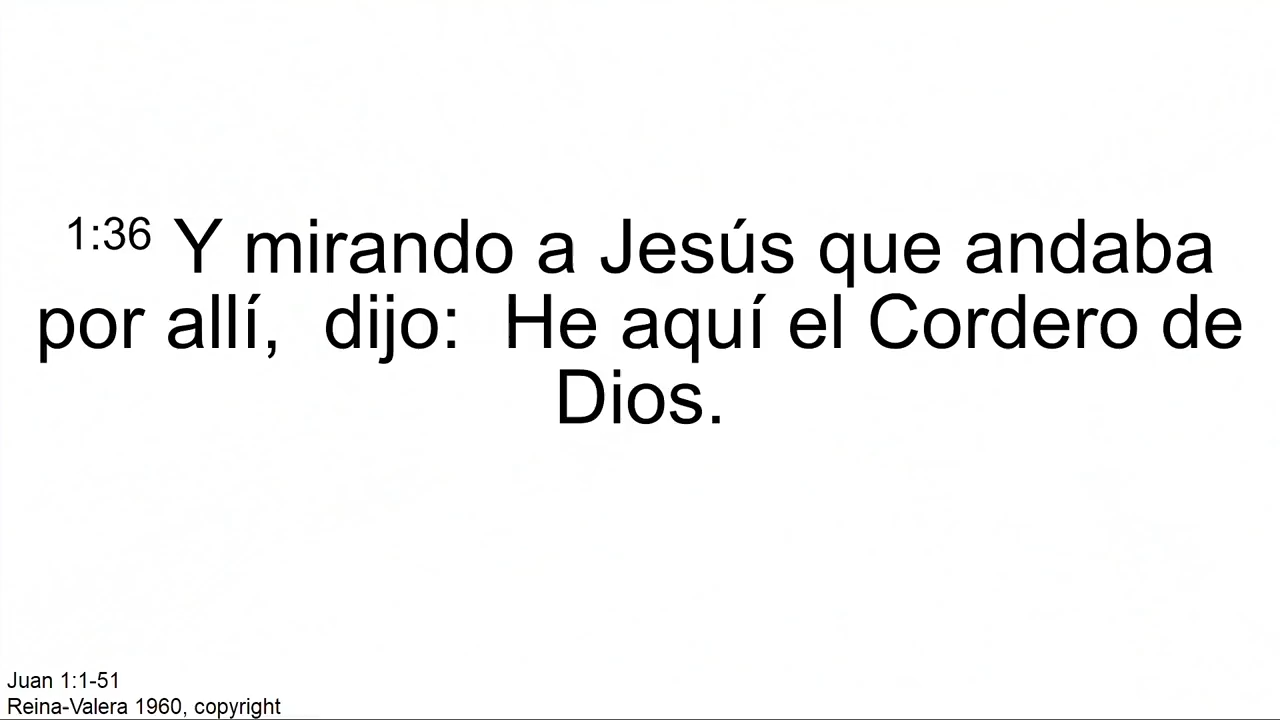 1:36 Y mirando a Jesús que andaba
por allí,  dijo:  He aquí el Cordero de
Dios.
Juan 1:1-51
Reina-Valera 1960, copyright